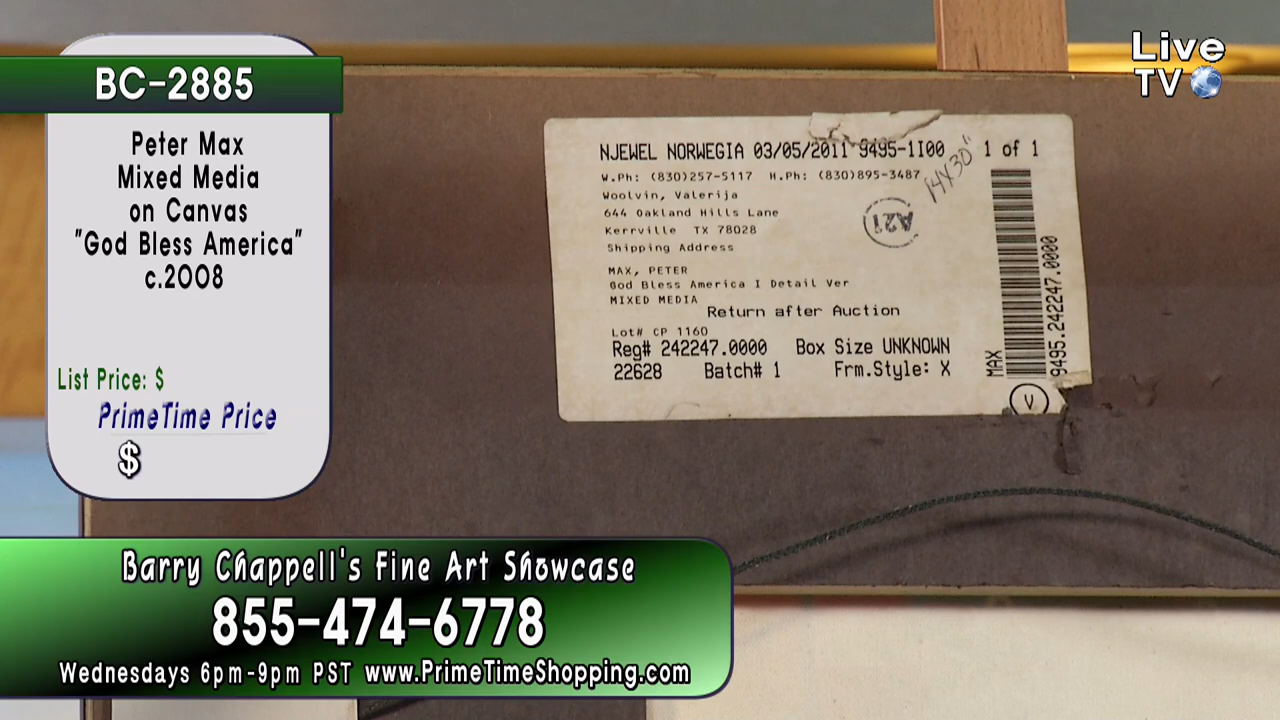 BC-2885
Peter Max
Mixed Media
on Canvas
"God Bless America"
c.2008
List Price: $
PrimeTime Price
$
Live
TV
NJEWEL NORWEGIA 03/05/2011 9495-1I00 1 of 1
W.Ph: (830)257-5117 H.Ph: (830)895-3487
14X30"
Woolvin, Valerija
644 Oakland Hills Lane
Kerrville TX 78028
Shipping Address
A21
MAX, PETER
God Bless America I Detail Ver
MIXED MEDIA
Return after Auction
Lot# CP 1160
Reg# 242247.0000 Box Size UNKNOWN
22628 Batch# 1 Frm.Style: X
MAX
9495.242247.0000
V
Barry Chappell's Fine Art Showcase
855-474-6778
Wednesdays 6pm-9pm PST www.PrimeTimeShopping.com